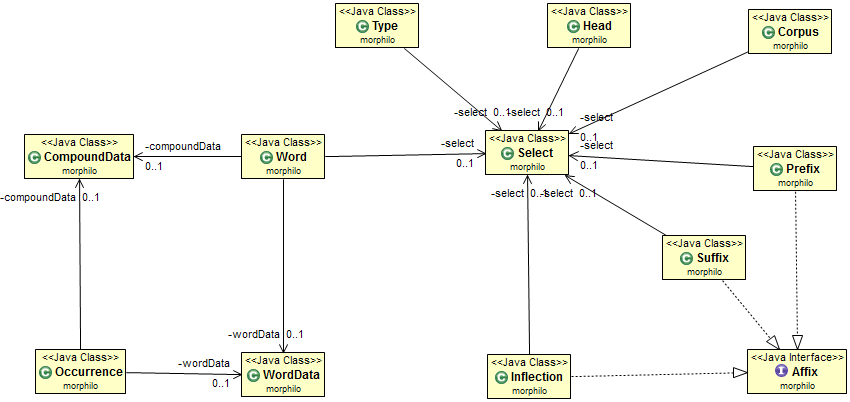 <<Java Class>>
Type
morphilo
<<Java Class>>
Head
morphilo
<<Java Class>>
Corpus
morphilo
-select 0..1
-select 0..1
-select
0..1
<<Java Class>>
CompoundData
morphilo
-compoundData
0..1
<<Java Class>>
Word
morphilo
-select
0..1
<<Java Class>>
Select
morphilo
-select
0..1
<<Java Class>>
Prefix
morphilo
-compoundData 0..1
-select 0..1
-select 0..1
<<Java Class>>
Suffix
morphilo
-wordData 0..1
<<Java Class>>
Occurrence
morphilo
-wordData
0..1
<<Java Class>>
WordData
morphilo
<<Java Class>>
Inflection
morphilo
<<Java Interface>>
Affix
morphilo